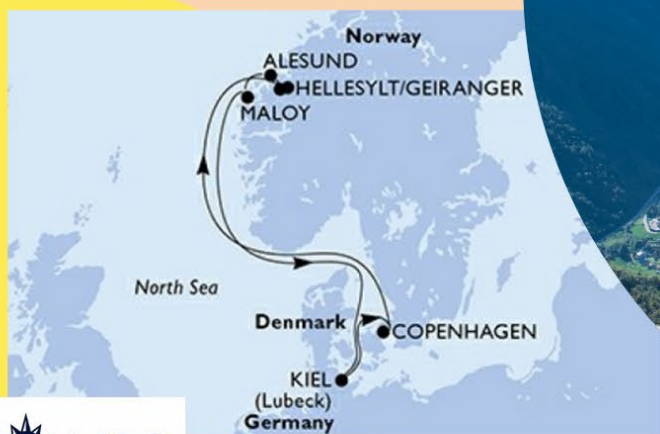 Norway
ALESUND
HELLESYLT/GEIRANGER
MALOY
North Sea
Denmark
COPENHAGEN
KIEL
(Lubeck)
Germany